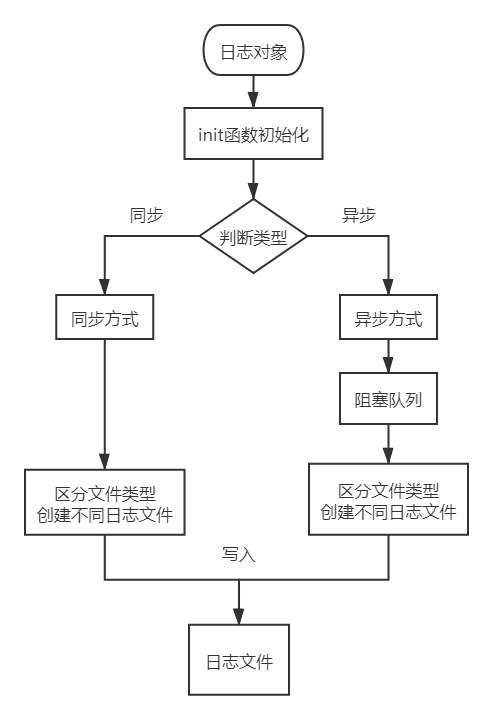 日志对象
init函数初始化
同步
异步
判断类型
同步方式
异步方式
阻塞队列
区分文件类型
创建不同日志文件
区分文件类型
创建不同日志文件
写入
日志文件